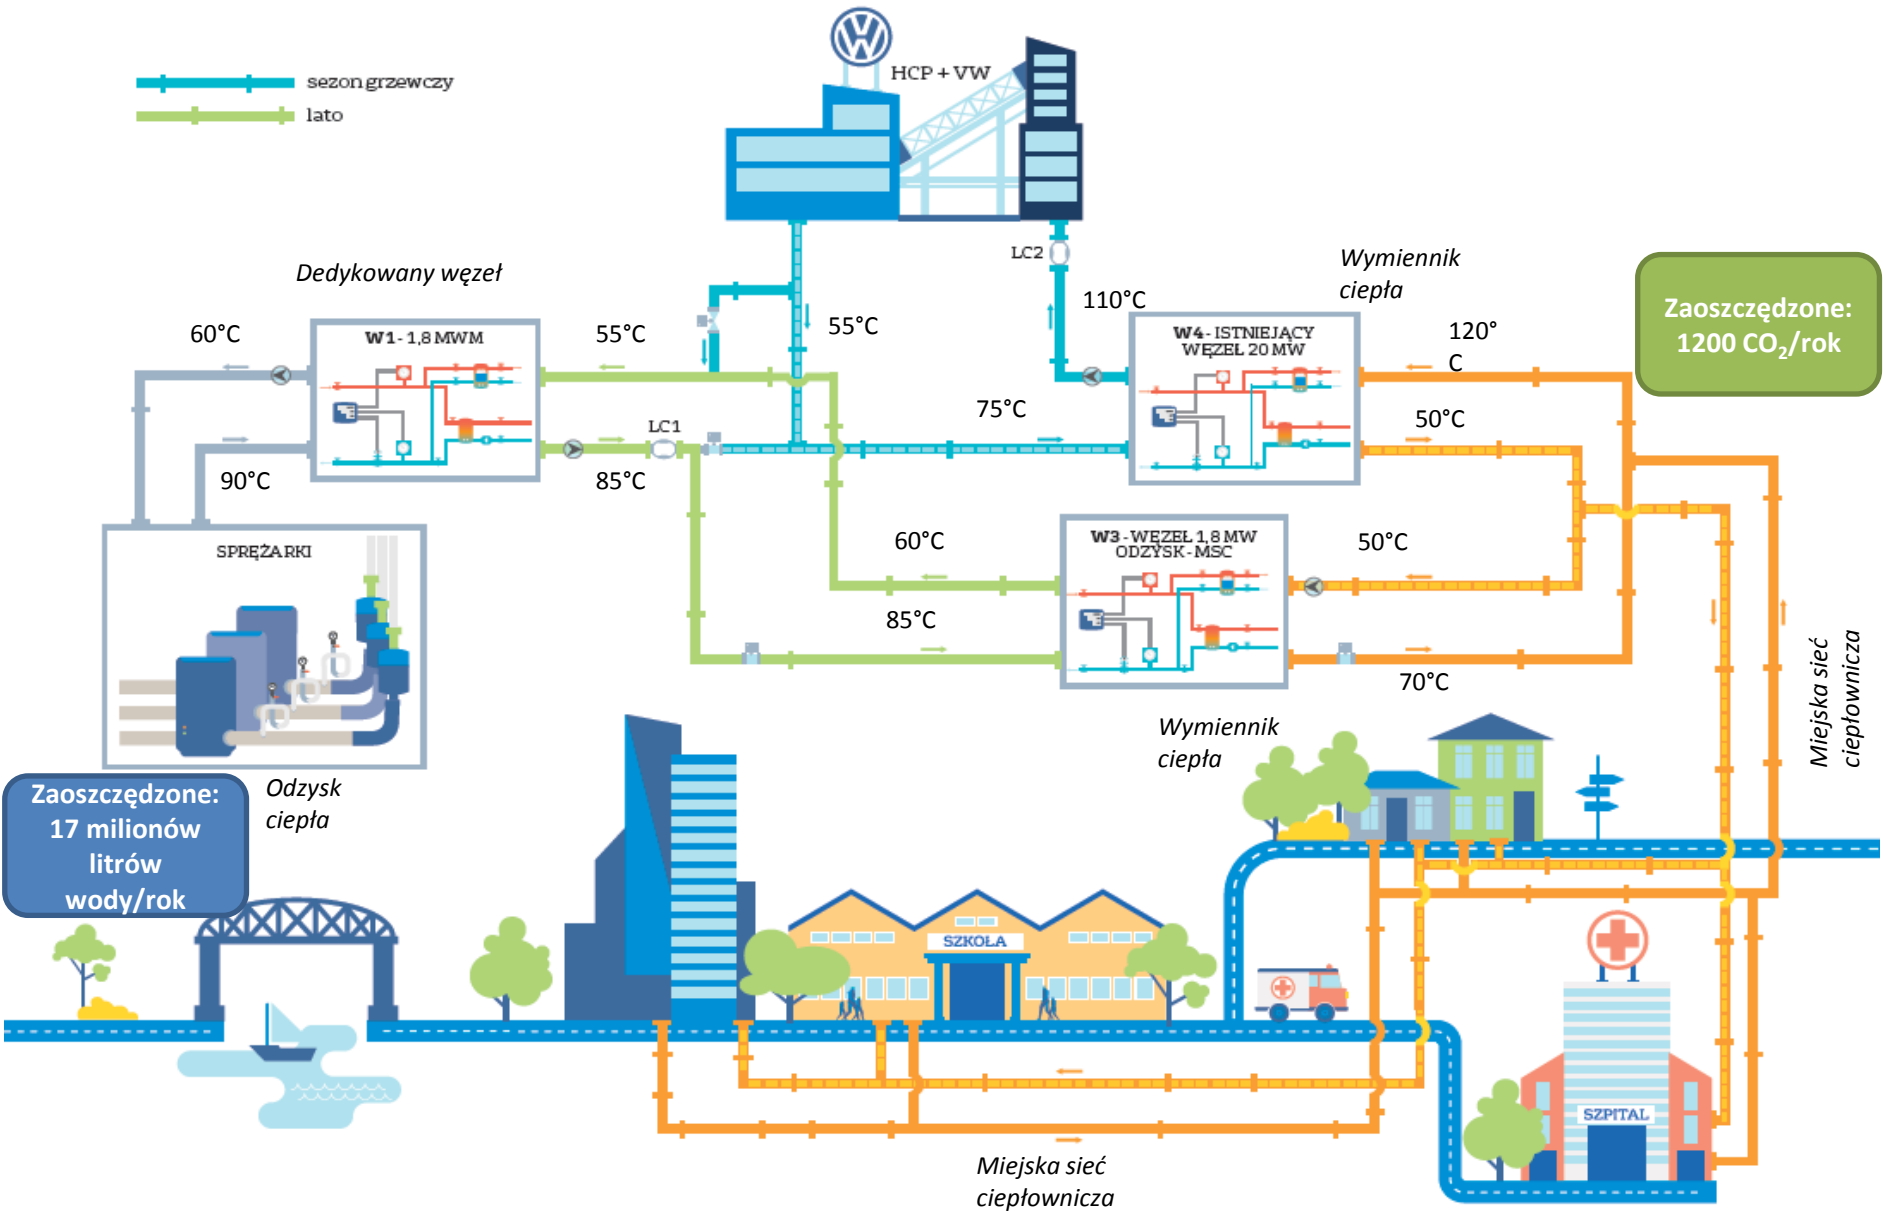 HCP + VW
sezon grzewczy
lato
LC2
Dedykowany węzeł
Wymiennik
ciepła
Zaoszczędzone:
1200 CO₂/rok
60°C
W1 - 1,8 MWM
55°C
55°C
110°C
W4 - ISTNIEJĄCY
WĘZEŁ 20 MW
120°
C
75°C
50°C
LC1
90°C
85°C
SPRĘŻARKI
60°C
W3 - WĘZEŁ 1,8 MW
ODZYSK - MSC
50°C
85°C
70°C
Miejska sieć
ciepłownicza
Wymiennik
ciepła
Odzysk
ciepła
Zaoszczędzone:
17 milionów
litrów
wody/rok
SZKOŁA
SZPITAL
Miejska sieć
ciepłownicza